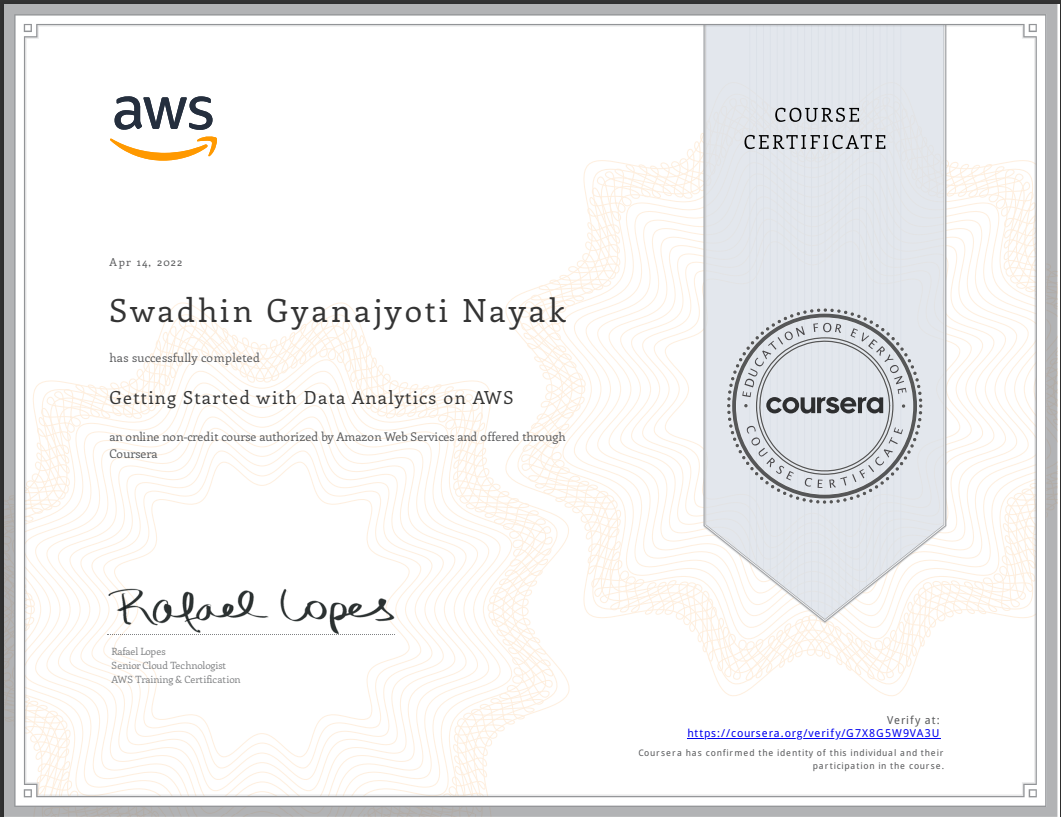 aws
COURSE
CERTIFICATE
Apr 14, 2022
Swadhin Gyanajyoti Nayak
has successfully completed
Getting Started with Data Analytics on AWS
an online non-credit course authorized by Amazon Web Services and offered through
Coursera
EDUCATION FOR EVERYONE
coursera
COURSE CERTIFICATE
Rafael Lopes
Rafael Lopes
Senior Cloud Technologist
AWS Training & Certification
Verify at:
https://coursera.org/verify/G7X8G5W9VA3U
Coursera has confirmed the identity of this individual and their
participation in the course.